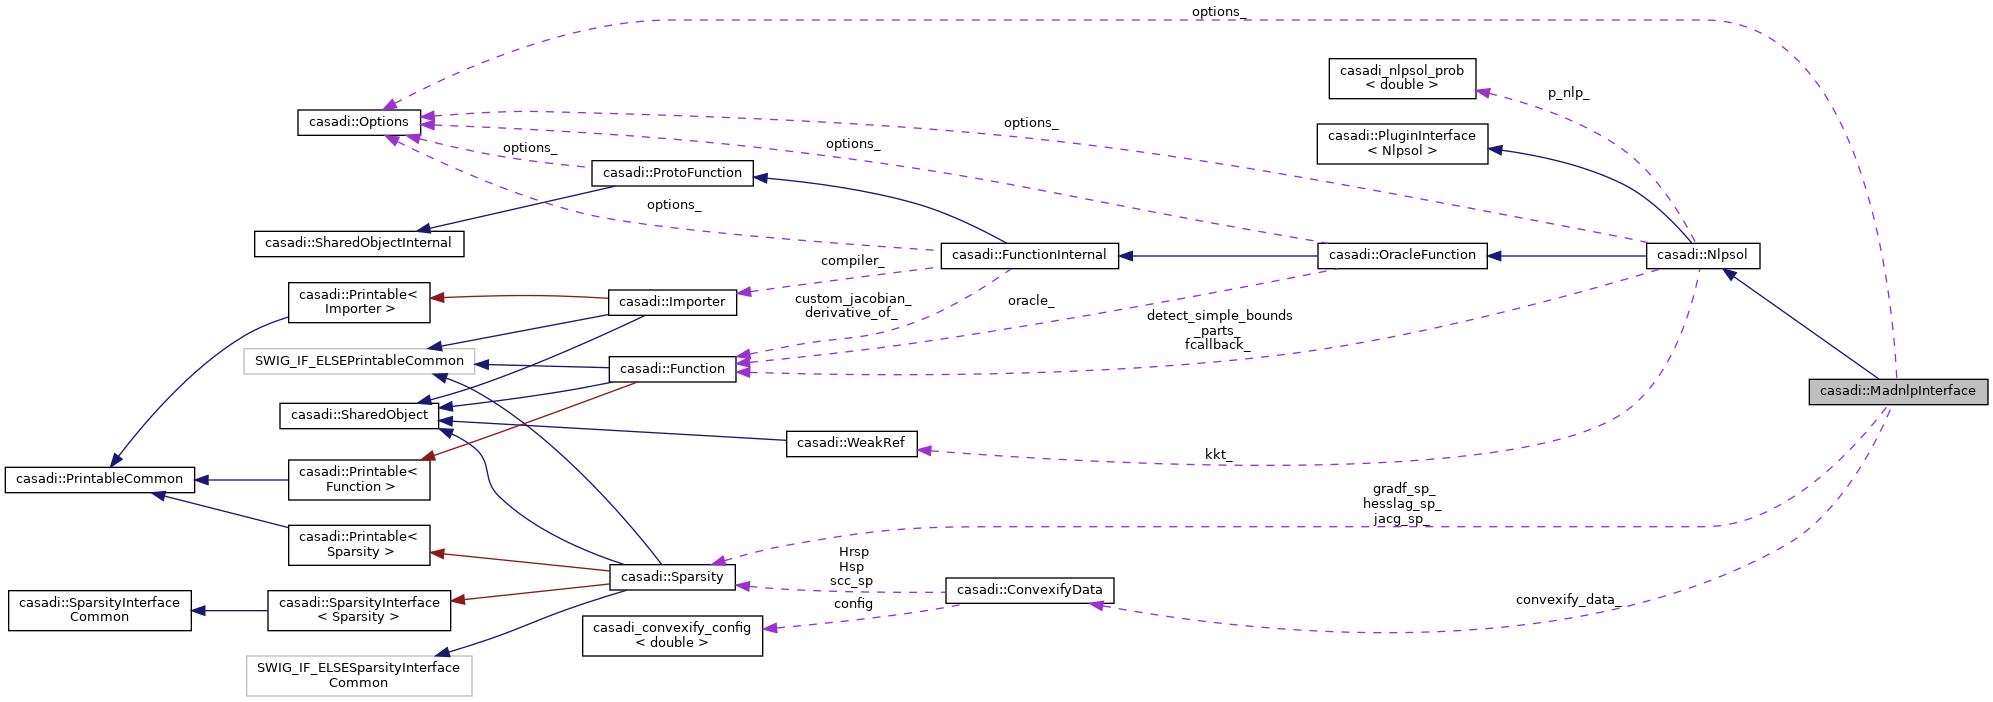 options_
casadi_nlpsol_prob
< double >
p_nlp_
casadi::Options
options_
casadi::PluginInterface
< Nlpsol >
options_
options_
casadi::ProtoFunction
options_
casadi::SharedObjectInternal
casadi::FunctionInternal
casadi::OracleFunction
casadi::Nlpsol
compiler_
casadi::Printable<
Importer >
casadi::Importer
custom_jacobian_
derivative_of_
oracle_
detect_simple_bounds
_parts_
fcallback_
SWIG_IF_ELSEPrintableCommon
casadi::Function
casadi::MadnlpInterface
casadi::SharedObject
casadi::WeakRef
kkt_
casadi::PrintableCommon
casadi::Printable<
Function >
gradf_sp_
hesslag_sp_
jacg_sp_
casadi::Printable<
Sparsity >
Hrsp
Hsp
scc_sp
casadi::Sparsity
casadi::ConvexifyData
config
convexify_data_
casadi::SparsityInterface
Common
casadi::SparsityInterface
< Sparsity >
casadi_convexify_config
< double >
SWIG_IF_ELSESparsityInterface
Common